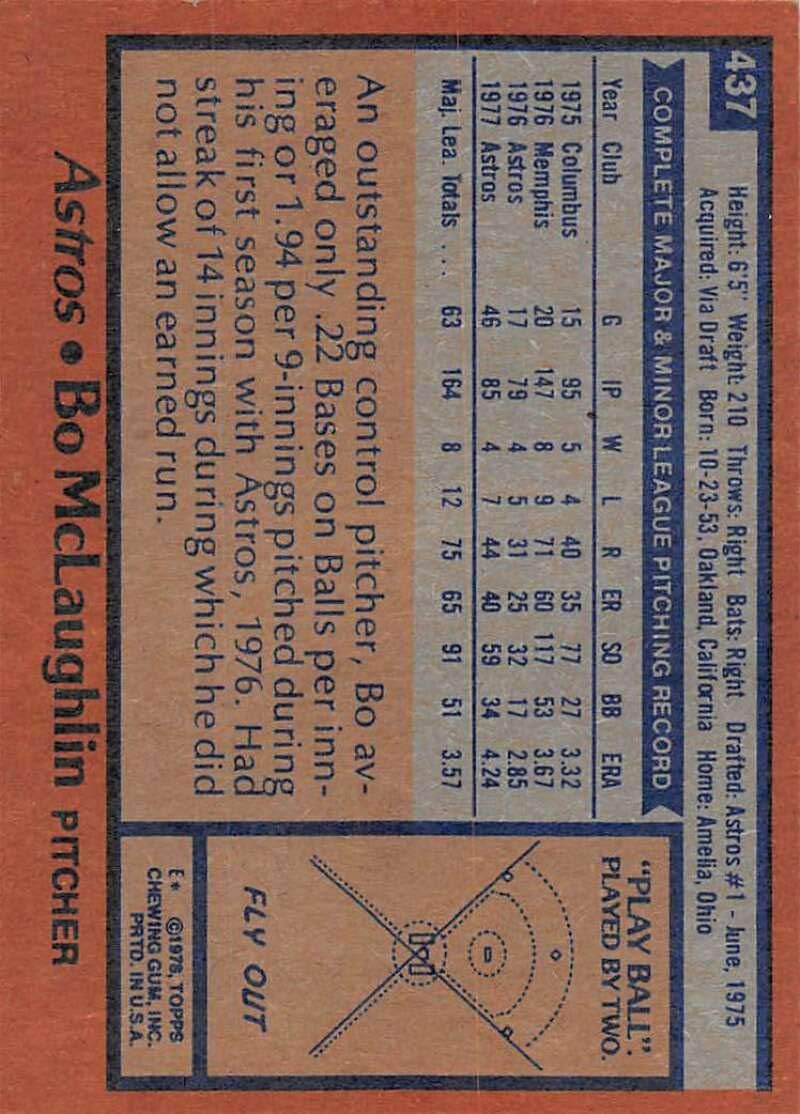 437
Height: 6'5" Weight: 210 Throws: Right Bats: Right Drafted: Astros #1 - June, 1975
Acquired: Via Draft Born: 10-23-53, Oakland, California Home: Amelia, Ohio
COMPLETE MAJOR & MINOR LEAGUE PITCHING RECORD
Year Club G IP W L R ER SO BB ERA
1975 Columbus 15 95 5 4 40 35 77 27 3.32
1976 Memphis 20 147 8 9 71 60 117 53 3.67
1976 Astros 17 79 4 5 31 25 32 17 2.85
1977 Astros 46 85 4 7 44 40 59 34 4.24
Maj. Lea. Totals . . . 63 164 8 12 75 65 91 51 3.57
An outstanding control pitcher, Bo av-
eraged only .22 Bases on Balls per inn-
ing or 1.94 per 9-innings pitched during
his first season with Astros, 1976. Had
streak of 14 innings during which he did
not allow an earned run.
"PLAY BALL"
PLAYED BY TWO.
FLY OUT
E* ©1978, TOPPS
CHEWING GUM, INC.
PRTD. IN U.S.A.
Astros • Bo McLaughlin PITCHER